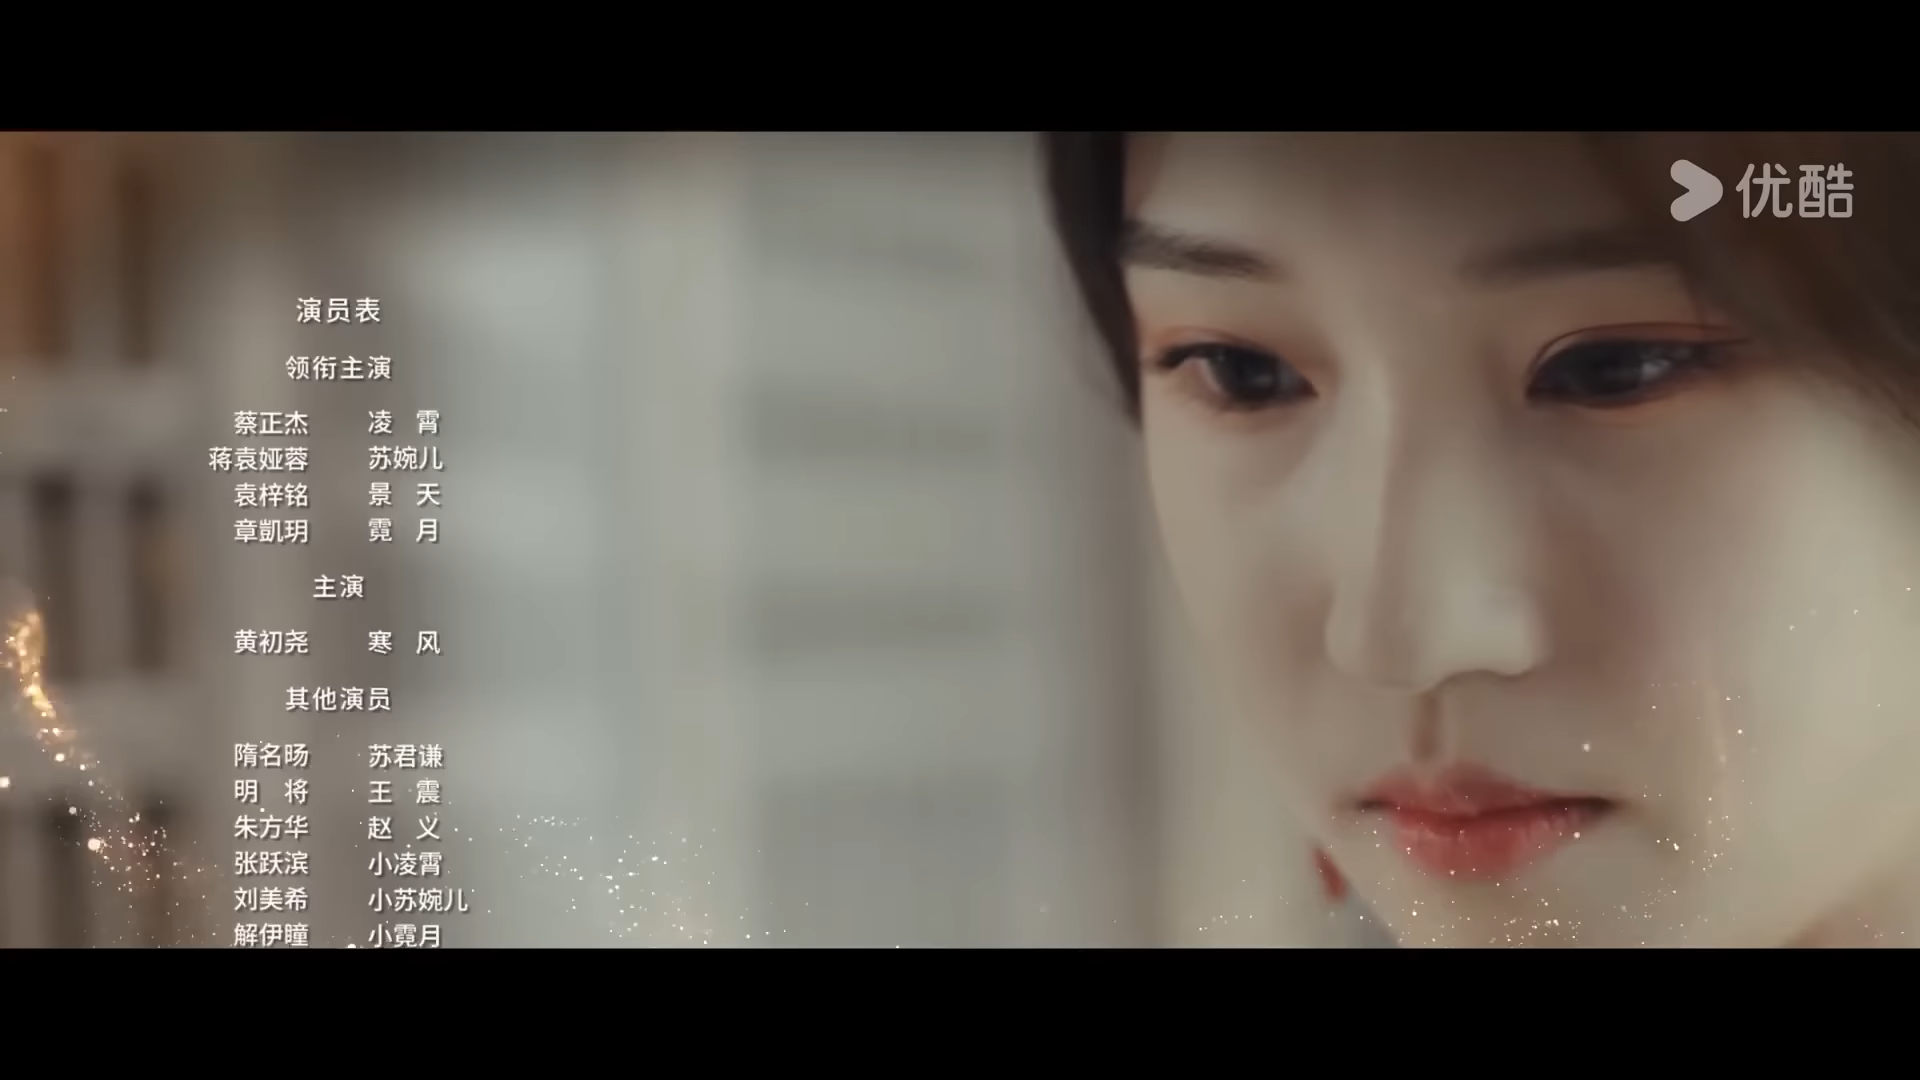 优酷
演员表
领衔主演
蔡正杰 凌 霄
蒋袁娅蓉 苏婉儿
袁梓铭 景 天
章凱玥 霓 月
主演
黄初尧 寒 风
其他演员
隋名旸 苏君谦
明 将 王 震
朱方华 赵 义
张跃滨 小凌霄
刘美希 小苏婉儿
解伊瞳 小霓月